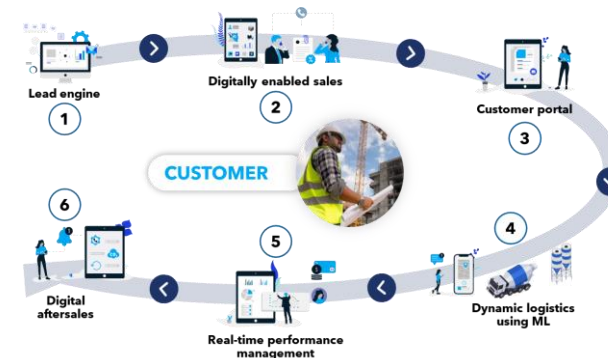 Lead engine
1
Digitally enabled sales
2
Customer portal
3
CUSTOMER
4
Dynamic logistics
using ML
5
Real-time performance
management
6
Digital
aftersales